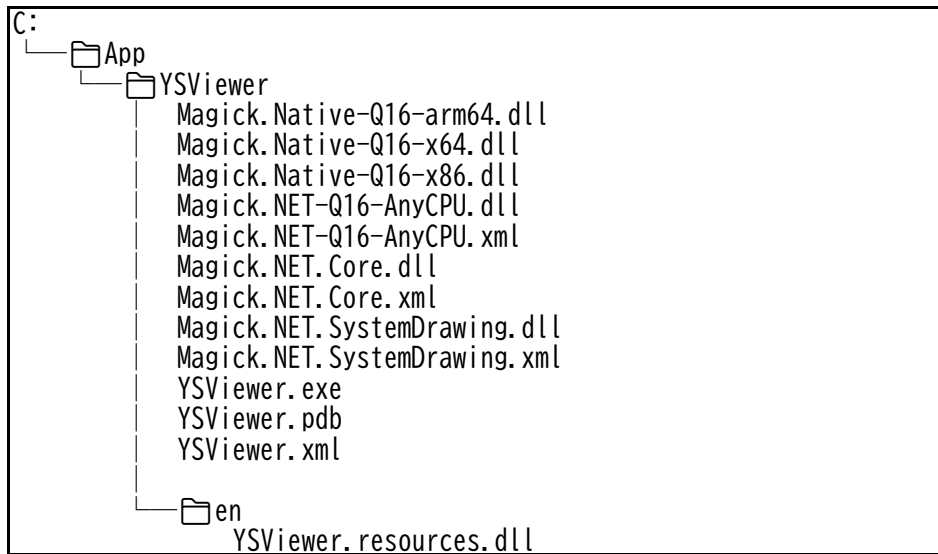 C:
App
YSViewer
Magick.Native-Q16-arm64.dll
Magick.Native-Q16-x64.dll
Magick.Native-Q16-x86.dll
Magick.NET-Q16-AnyCPU.dll
Magick.NET-Q16-AnyCPU.xml
Magick.NET.Core.dll
Magick.NET.Core.xml
Magick.NET.SystemDrawing.dll
Magick.NET.SystemDrawing.xml
YSViewer.exe
YSViewer.pdb
YSViewer.xml
en
YSViewer.resources.dll